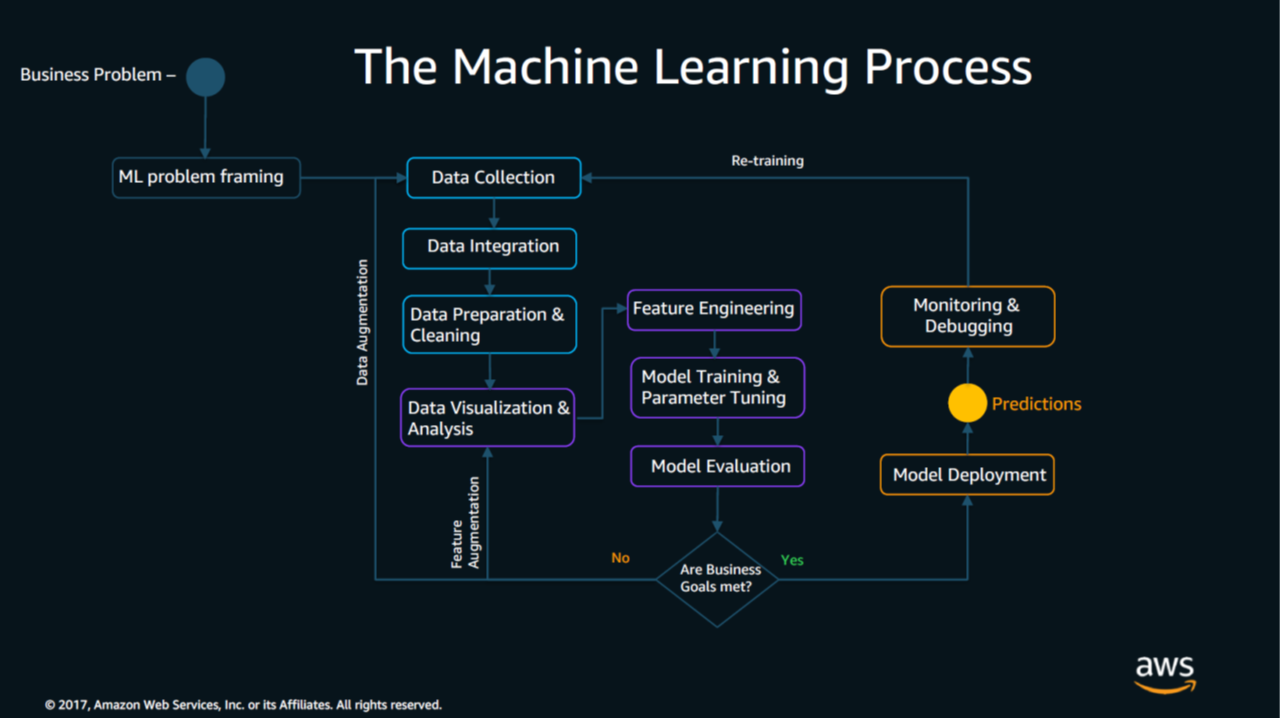 The Machine Learning Process
Business Problem –
ML problem framing
Data Collection
Re-training
Data Integration
Data Augmentation
Data Preparation &
Cleaning
Data Visualization &
Analysis
Feature
Augmentation
Feature Engineering
Model Training &
Parameter Tuning
Model Evaluation
Are Business
Goals met?
No
Yes
Model Deployment
Predictions
Monitoring &
Debugging
aws
© 2017, Amazon Web Services, Inc. or its Affiliates. All rights reserved.